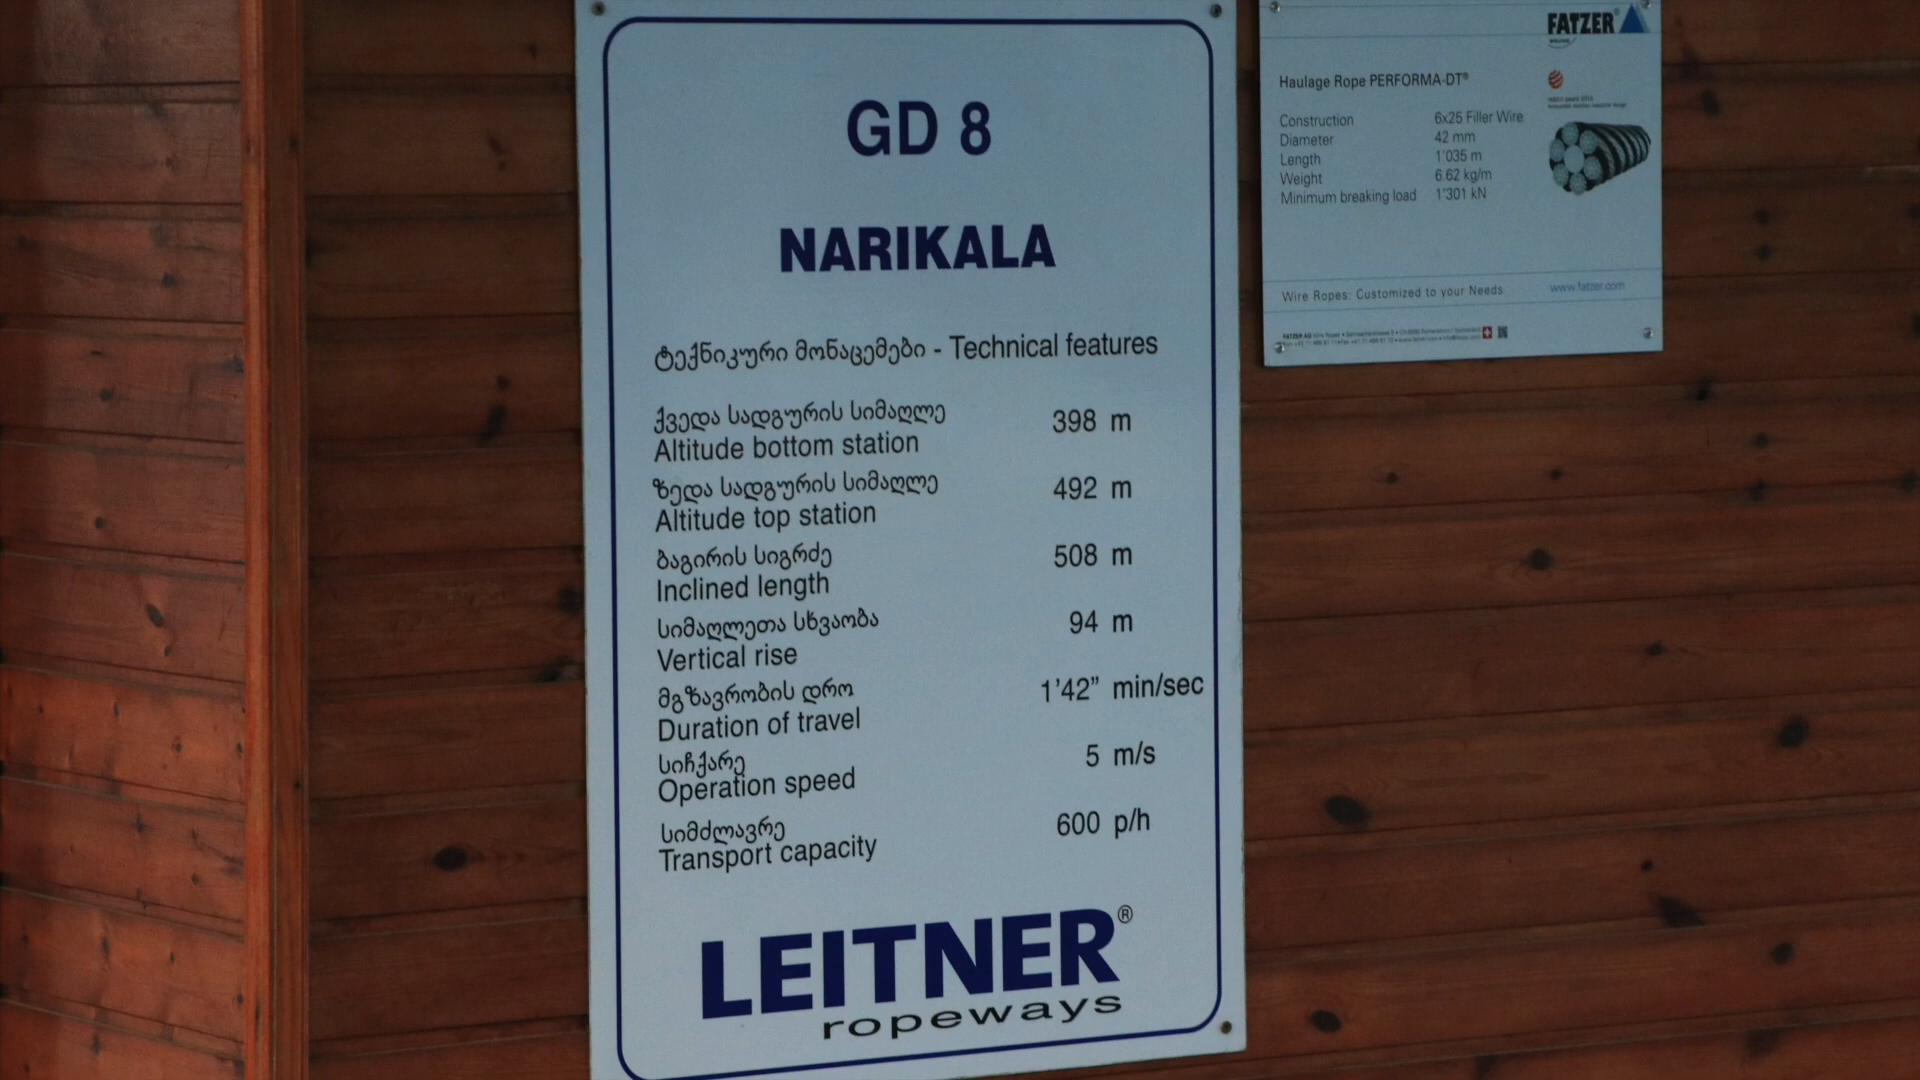 GD 8
NARIKALA
ტექნიკური მონაცემები - Technical features
ქვედა სადგურის სიმაღლე
Altitude bottom station 398 m
ზედა სადგურის სიმაღლე
Altitude top station 492 m
ბაგირის სიგრძე
Inclined length 508 m
სიმაღლეთა სხვაობა
Vertical rise 94 m
მგზავრობის დრო
Duration of travel 1'42" min/sec
სიჩქარე
Operation speed 5 m/s
სიმძლავრე
Transport capacity 600 p/h
LEITNER®
ropeways
FATZER®
Haulage Rope PERFORMA-DT®
Construction 6x25 Filler Wire
Diameter 42 mm
Length 1'035 m
Weight 6.62 kg/m
Minimum breaking load 1'301 kN
Wire Ropes: Customized to your Needs www.fatzer.com